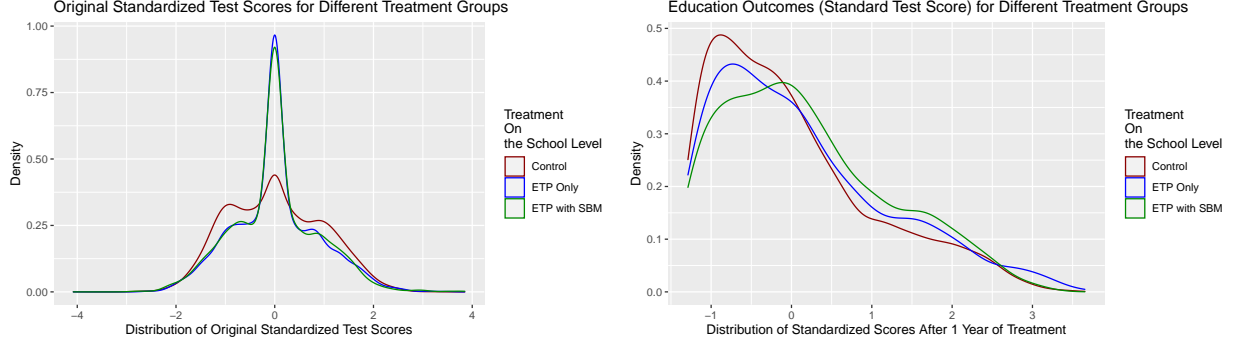 Original Standardized Test Scores for Different Treatment Groups
1.00
0.75
0.50
0.25
0.00
Density
−4
−2
0
2
4
Distribution of Original Standardized Test Scores
Treatment
On
the School Level
Control
ETP Only
ETP with SBM
Education Outcomes (Standard Test Score) for Different Treatment Groups
0.5
0.4
0.3
0.2
0.1
0.0
Density
−1
0
1
2
3
Distribution of Standardized Scores After 1 Year of Treatment
Treatment
On
the School Level
Control
ETP Only
ETP with SBM